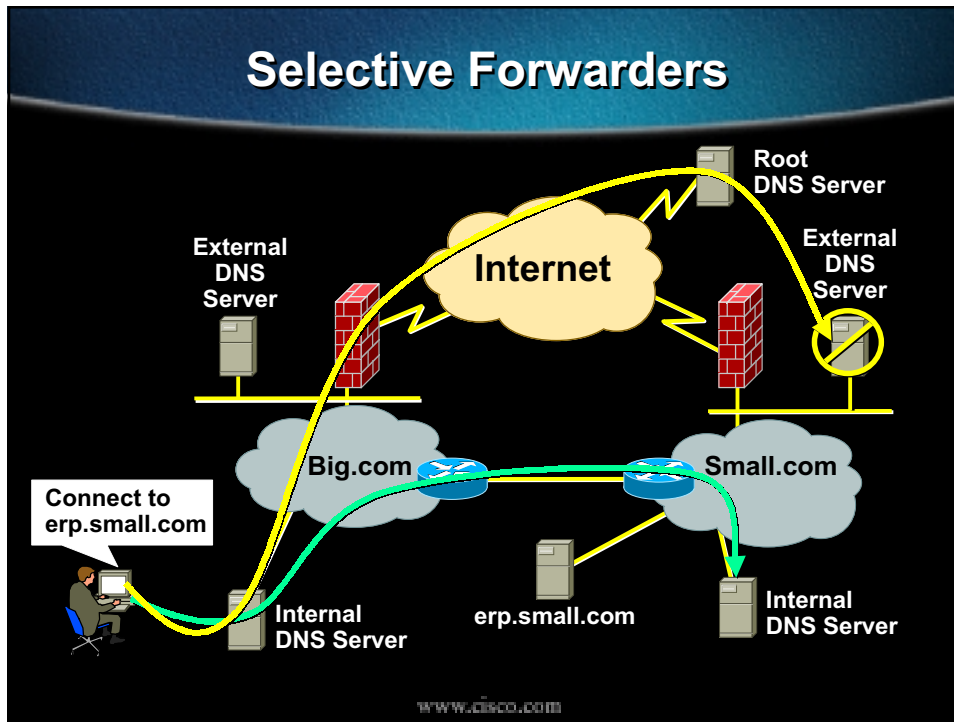 Selective Forwarders
Root
DNS Server
External
DNS
Server
External
DNS
Server
Internet
Big.com
Small.com
Connect to
erp.small.com
Internal
DNS Server
erp.small.com
Internal
DNS Server
www.cisco.com